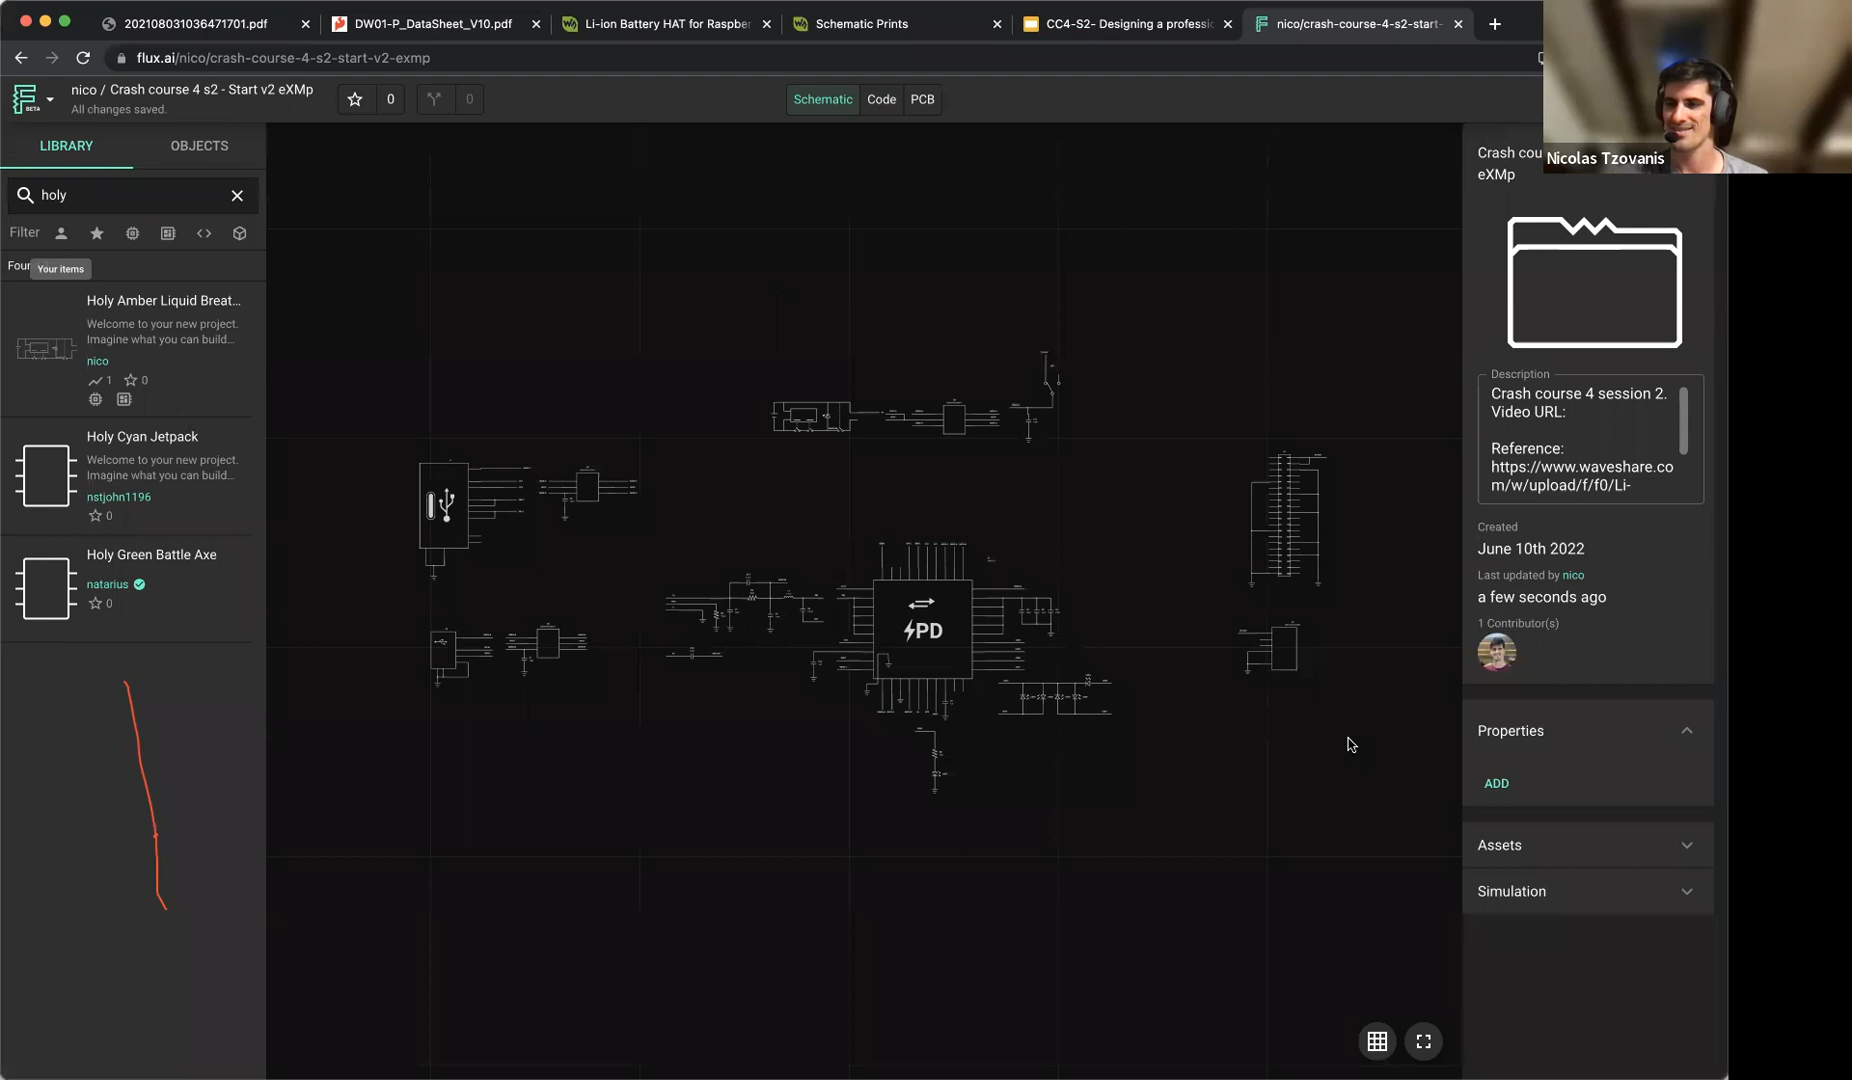 202108031036471701.pdf
DW01-P_DataSheet_V10.pdf
Li-ion Battery HAT for Raspber
Schematic Prints
CC4-S2- Designing a professi
nico/crash-course-4-s2-start-
flux.ai/nico/crash-course-4-s2-start-v2-exmp
BETA
nico / Crash course 4 s2 - Start v2 eXMp
All changes saved.
0
0
Schematic
Code
PCB
Nicolas Tzovanis
LIBRARY
OBJECTS
holy
Filter
Four
Your items
Holy Amber Liquid Breat...
Welcome to your new project.
Imagine what you can build...
nico
1
0
Holy Cyan Jetpack
Welcome to your new project.
Imagine what you can build...
nstjohn1196
0
Holy Green Battle Axe
natarius
0
PD
Crash cou
eXMp
Description
Crash course 4 session 2.
Video URL:
Reference:
https://www.waveshare.co
m/w/upload/f/f0/Li-
Created
June 10th 2022
Last updated by nico
a few seconds ago
1 Contributor(s)
Properties
ADD
Assets
Simulation